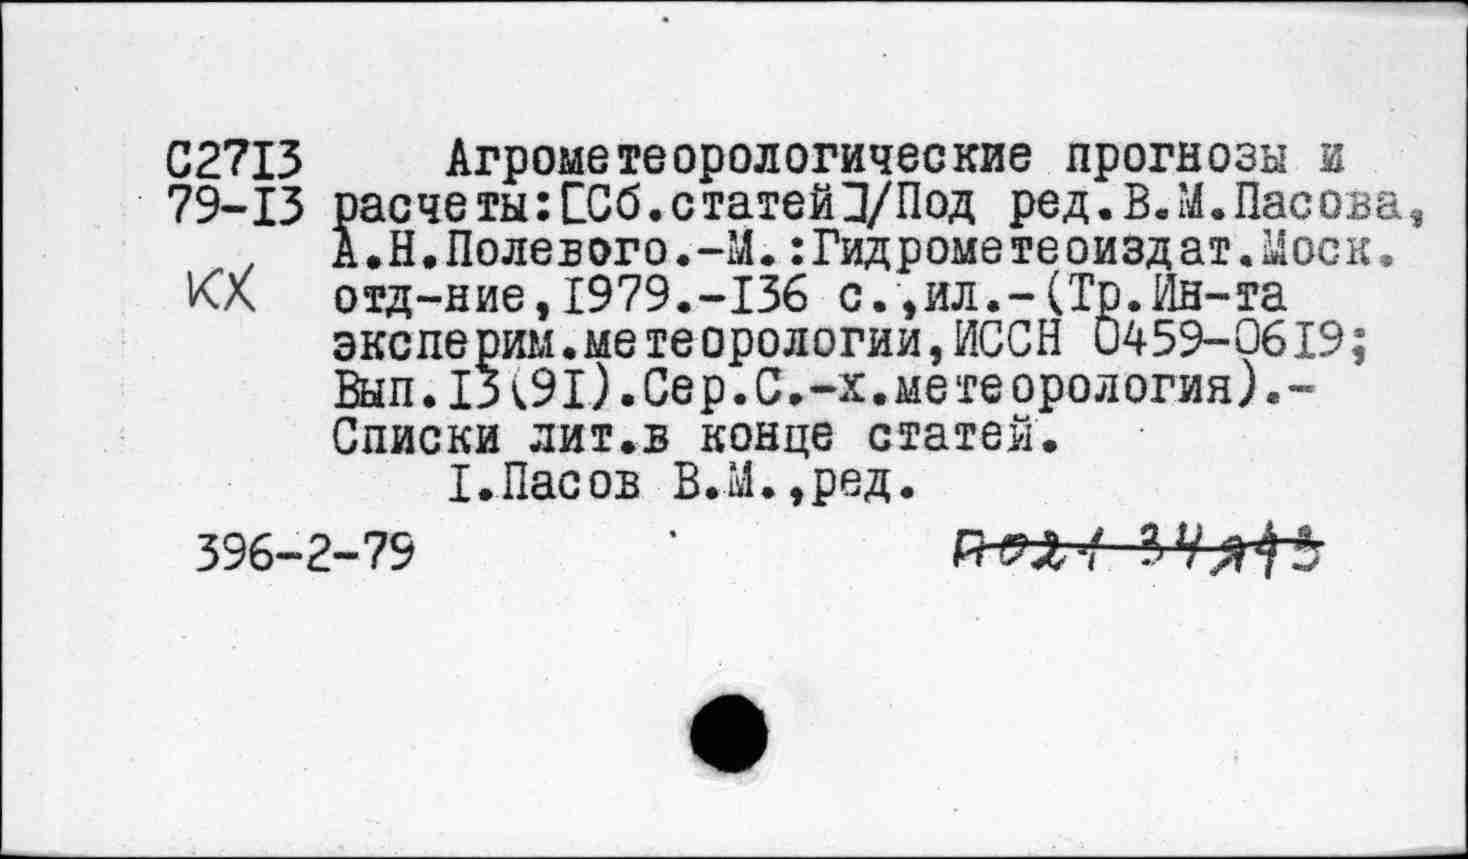 С2713 Агрометеорологические прогнозы и
79-13 расчеты:[Сб.статей]/Под ред.В.М.Пасова,
А.Н.Полевого.-М.:Гидрометеоиздат.Моск.
КХ отд-ние,1979.-136 с.,ил.-(Тр.Ин-та
эксперим.метеорологии,ИССН 0459-0619;
Вып.13(91).Сер.С.-х.метеорология).-
Списки лит.в конце статей.
I.Пасов В.М.,ред.
396-2-79